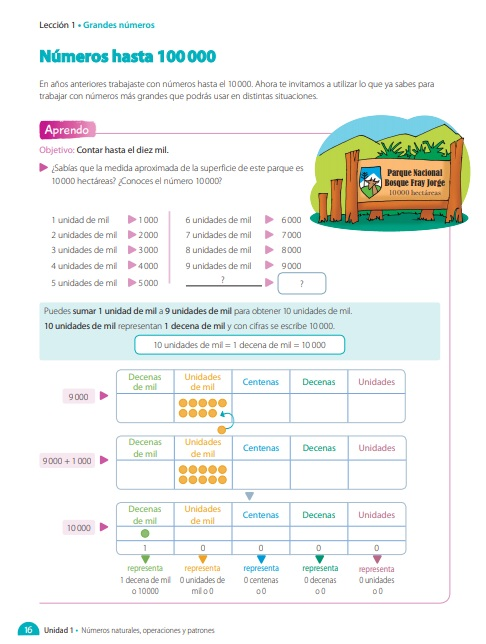 Lección 1 • Grandes números
Números hasta 100 000
En años anteriores trabajaste con números hasta el 10 000. Ahora te invitamos a utilizar lo que ya sabes para
trabajar con números más grandes que podrás usar en distintas situaciones.
Aprendo
Objetivo: Contar hasta el diez mil.
¿Sabías que la medida aproximada de la superficie de este parque es
10 000 hectáreas? ¿Conoces el número 10 000?
Parque Nacional
Bosque Fray Jorge
10 000 hectáreas
1 unidad de mil 1 000
2 unidades de mil 2 000
3 unidades de mil 3 000
4 unidades de mil 4 000
5 unidades de mil 5 000
6 unidades de mil 6 000
7 unidades de mil 7 000
8 unidades de mil 8 000
9 unidades de mil 9 000
? ?
Puedes sumar 1 unidad de mil a 9 unidades de mil para obtener 10 unidades de mil.
10 unidades de mil representan 1 decena de mil y con cifras se escribe 10 000.
10 unidades de mil = 1 decena de mil = 10 000
9 000
Decenas de mil Unidades de mil Centenas Decenas Unidades
9 000 + 1 000
Decenas de mil Unidades de mil Centenas Decenas Unidades
10 000
Decenas de mil Unidades de mil Centenas Decenas Unidades
1 0 0 0 0
representa representa representa representa representa
1 decena de mil 0 unidades de 0 centenas 0 decenas 0 unidades
o 10 000 mil o 0 o 0 o 0 o 0
16 Unidad 1 • Números naturales, operaciones y patrones